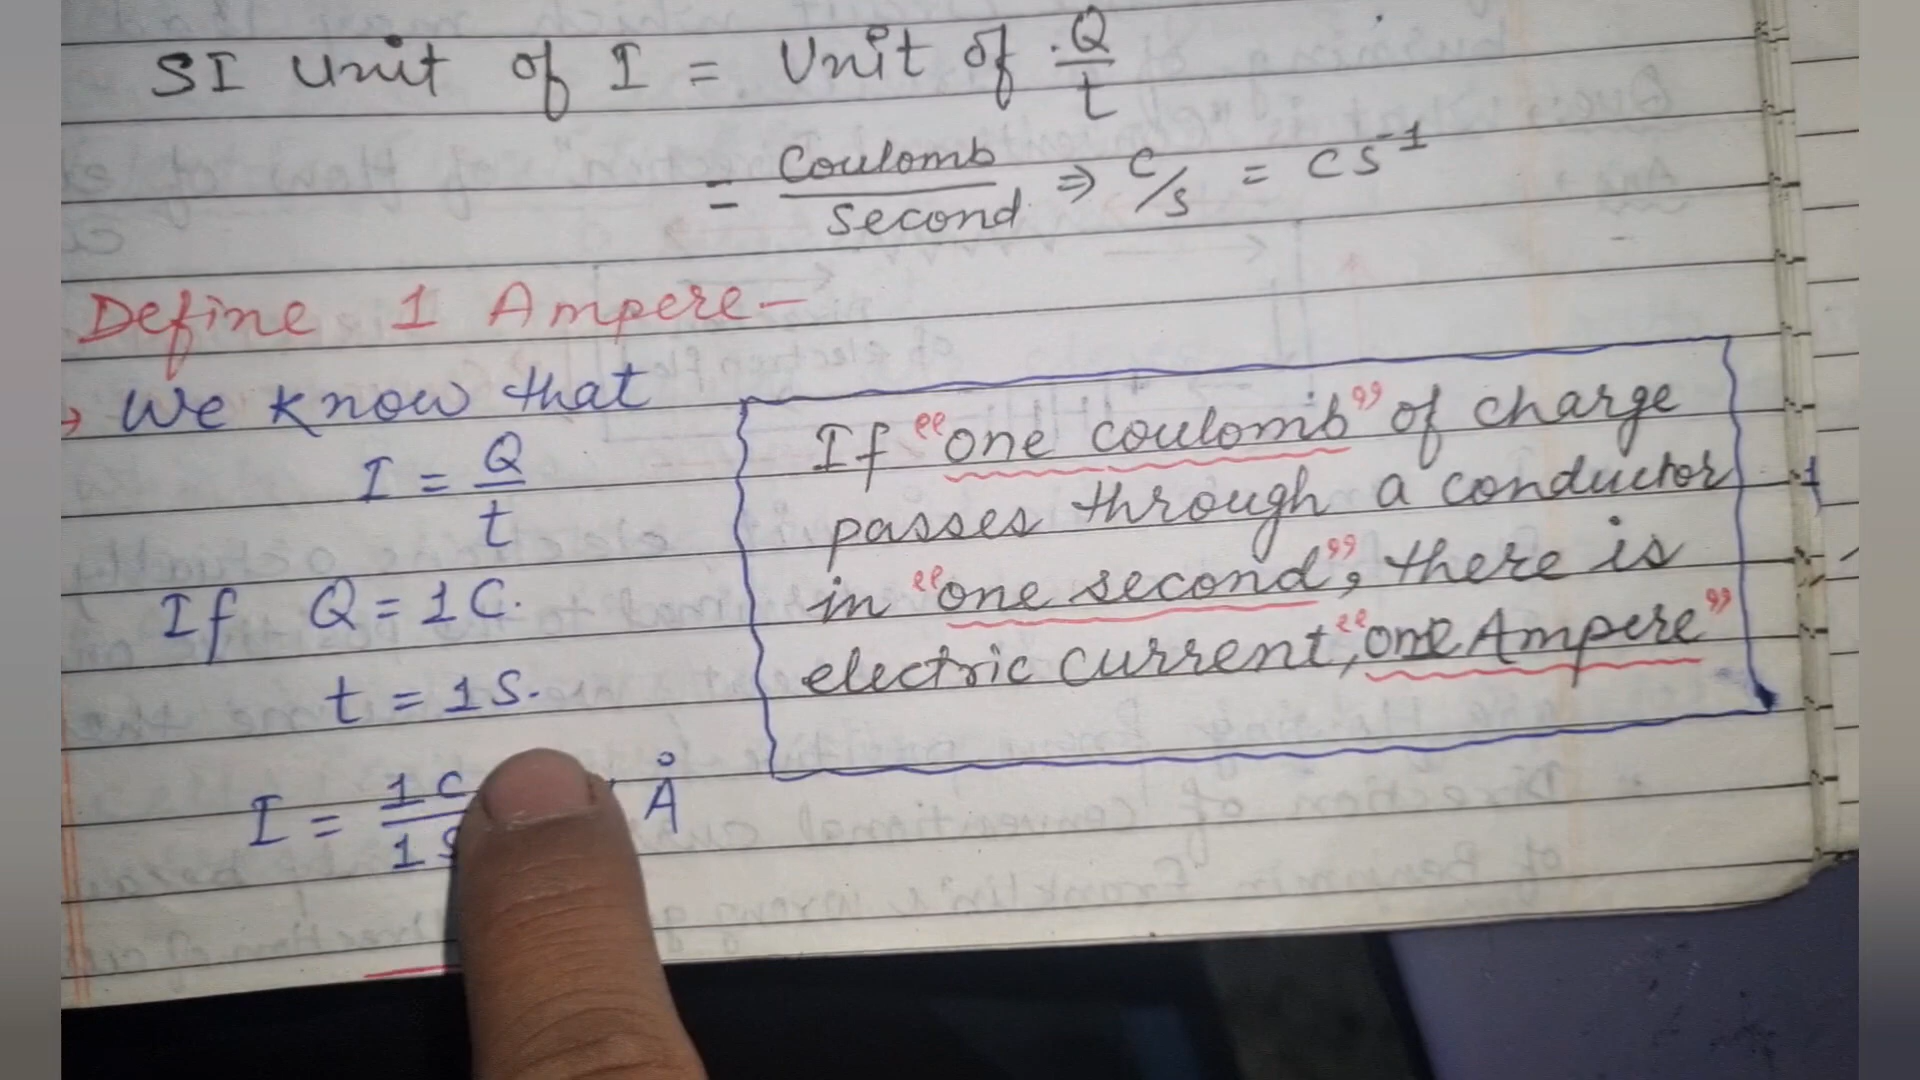 SI Unit of I = Unit of Q/t
= Coulomb/Second ⇒ C/s = CS⁻¹
Define 1 Ampere-
→ We know that
I = Q/t
If Q = 1C.
t = 1S.
I = 1C/1S Å
If "one coulomb" of charge
passes through a conductor
in "one second", there is
electric current, "one Ampere"